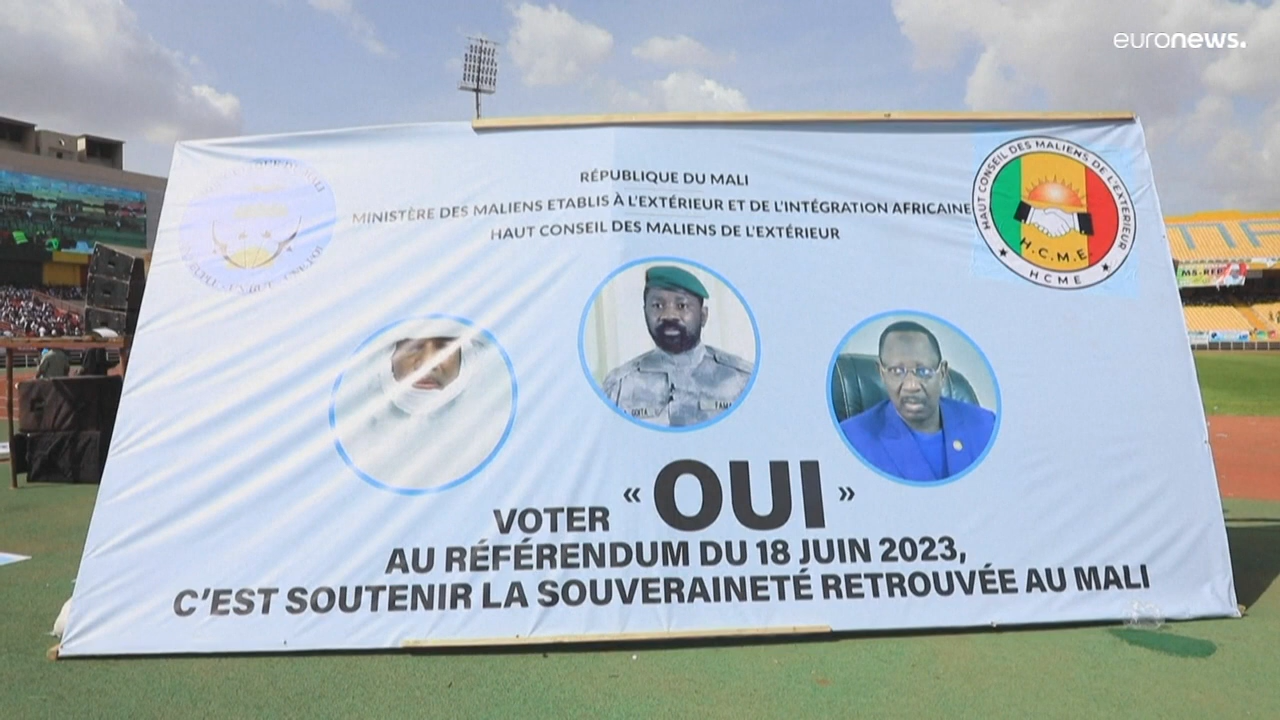 euronews.
RÉPUBLIQUE DU MALI
MINISTÈRE DES MALIENS ETABLIS À L'EXTÉRIEUR ET DE L'INTÉGRATION AFRICAINE
HAUT CONSEIL DES MALIENS DE L'EXTÉRIEUR
HAUT CONSEIL DES MALIENS DE L'EXTERIEUR
H.C.M.E.
HCME
GOITA
VOTER « OUI »
AU RÉFÉRENDUM DU 18 JUIN 2023,
C'EST SOUTENIR LA SOUVERAINETÉ RETROUVÉE AU MALI